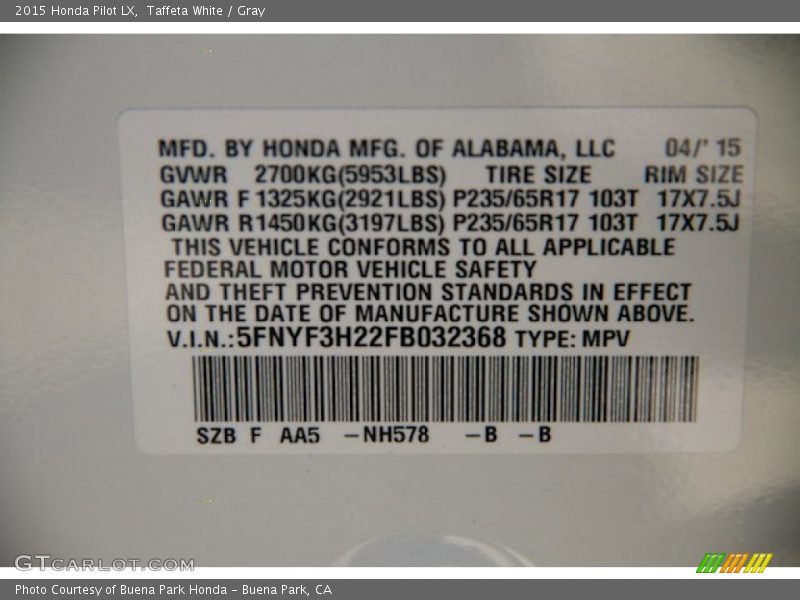 2015 Honda Pilot LX, Taffeta White / Gray
MFD. BY HONDA MFG. OF ALABAMA, LLC 04/' 15
GVWR 2700KG(5953LBS) TIRE SIZE RIM SIZE
GAWR F 1325KG(2921LBS) P235/65R17 103T 17X7.5J
GAWR R1450KG(3197LBS) P235/65R17 103T 17X7.5J
THIS VEHICLE CONFORMS TO ALL APPLICABLE
FEDERAL MOTOR VEHICLE SAFETY
AND THEFT PREVENTION STANDARDS IN EFFECT
ON THE DATE OF MANUFACTURE SHOWN ABOVE.
V.I.N.:5FNYF3H22FB032368 TYPE: MPV
SZB F AA5 –NH578 –B –B
GTCARLOT.COM
Photo Courtesy of Buena Park Honda – Buena Park, CA